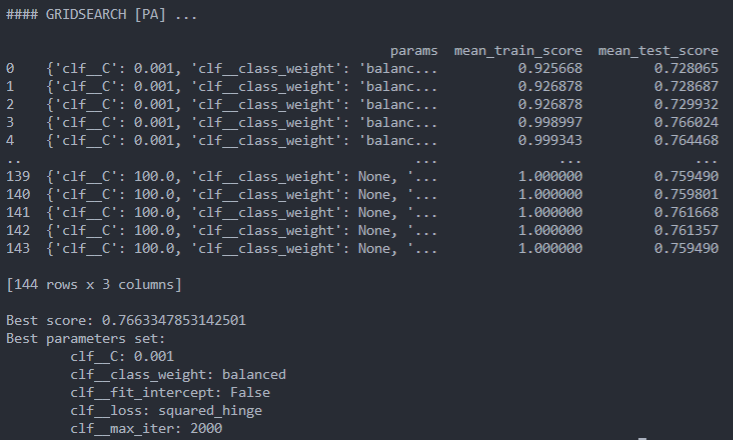 #### GRIDSEARCH [PA] ...
params  mean_train_score  mean_test_score
0    {'clf__C': 0.001, 'clf__class_weight': 'balanc...          0.925668         0.728065
1    {'clf__C': 0.001, 'clf__class_weight': 'balanc...          0.926878         0.728687
2    {'clf__C': 0.001, 'clf__class_weight': 'balanc...          0.926878         0.729932
3    {'clf__C': 0.001, 'clf__class_weight': 'balanc...          0.998997         0.766024
4    {'clf__C': 0.001, 'clf__class_weight': 'balanc...          0.999343         0.764468
..                                                 ...               ...              ...
139  {'clf__C': 100.0, 'clf__class_weight': None, '...          1.000000         0.759490
140  {'clf__C': 100.0, 'clf__class_weight': None, '...          1.000000         0.759801
141  {'clf__C': 100.0, 'clf__class_weight': None, '...          1.000000         0.761668
142  {'clf__C': 100.0, 'clf__class_weight': None, '...          1.000000         0.761357
143  {'clf__C': 100.0, 'clf__class_weight': None, '...          1.000000         0.759490
[144 rows x 3 columns]
Best score: 0.7663347853142501
Best parameters set:
clf__C: 0.001
clf__class_weight: balanced
clf__fit_intercept: False
clf__loss: squared_hinge
clf__max_iter: 2000